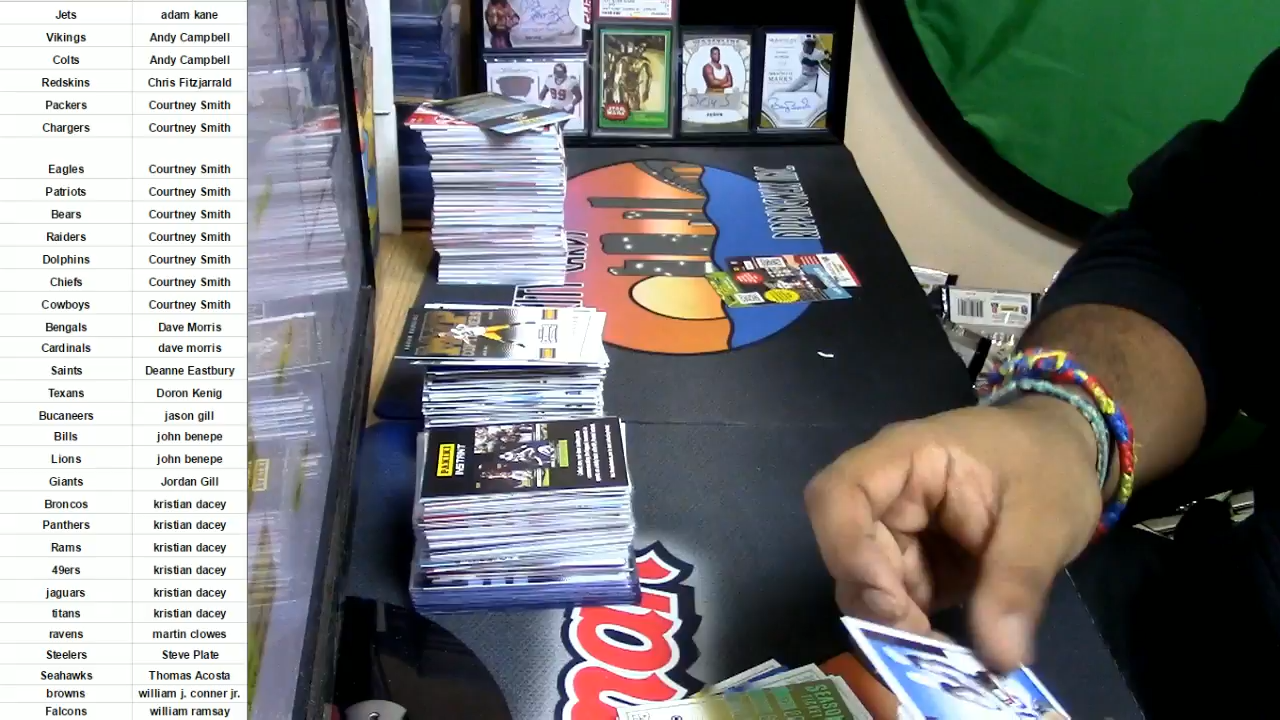 Jets adam kane
Vikings Andy Campbell
Colts Andy Campbell
Redskins Chris Fitzjarrald
Packers Courtney Smith
Chargers Courtney Smith
Eagles Courtney Smith
Patriots Courtney Smith
Bears Courtney Smith
Raiders Courtney Smith
Dolphins Courtney Smith
Chiefs Courtney Smith
Cowboys Courtney Smith
Bengals Dave Morris
Cardinals dave morris
Saints Deanne Eastbury
Texans Doron Kenig
Bucaneers jason gill
Bills john benepe
Lions john benepe
Giants Jordan Gill
Broncos kristian dacey
Panthers kristian dacey
Rams kristian dacey
49ers kristian dacey
jaguars kristian dacey
titans kristian dacey
ravens martin clowes
Steelers Steve Plate
Seahawks Thomas Acosta
browns william j. conner jr.
Falcons william ramsay
STAR WARS
PANINI
INSTANT
SEASON